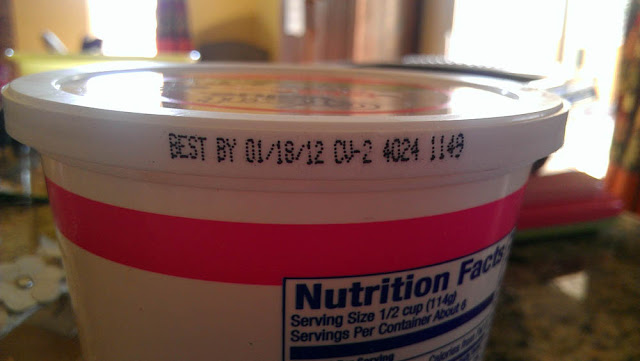 BEST BY 01/18/12 CV-2 4024 1149
Nutrition Facts
Serving Size 1/2 cup (114g)
Servings Per Container About 6
Serving